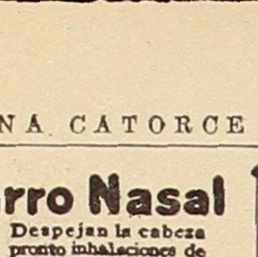 NA CATORCE
rro Nasal
Despejan la cabeza
pronto inhalaciones de